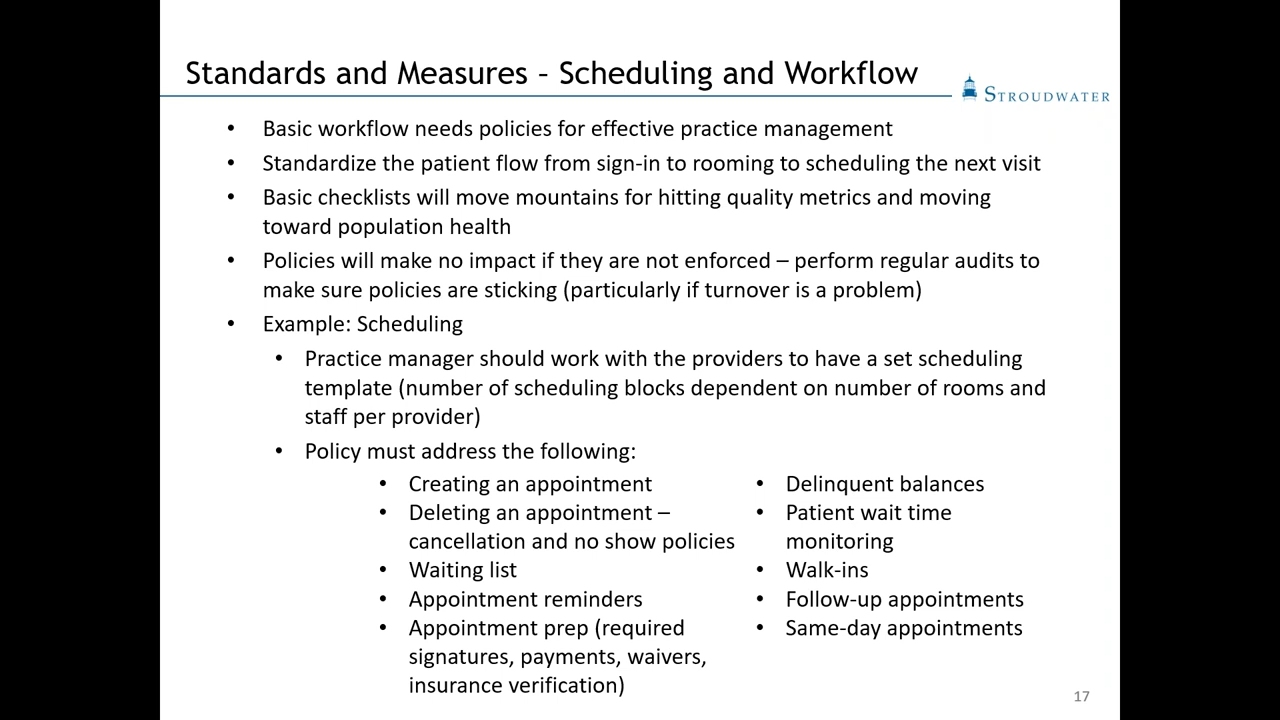 Standards and Measures – Scheduling and Workflow
STROUDWATER
• Basic workflow needs policies for effective practice management
• Standardize the patient flow from sign-in to rooming to scheduling the next visit
• Basic checklists will move mountains for hitting quality metrics and moving
toward population health
• Policies will make no impact if they are not enforced – perform regular audits to
make sure policies are sticking (particularly if turnover is a problem)
• Example: Scheduling
• Practice manager should work with the providers to have a set scheduling
template (number of scheduling blocks dependent on number of rooms and
staff per provider)
• Policy must address the following:
• Creating an appointment
• Deleting an appointment –
cancellation and no show policies
• Waiting list
• Appointment reminders
• Appointment prep (required
signatures, payments, waivers,
insurance verification)
• Delinquent balances
• Patient wait time
monitoring
• Walk-ins
• Follow-up appointments
• Same-day appointments
17